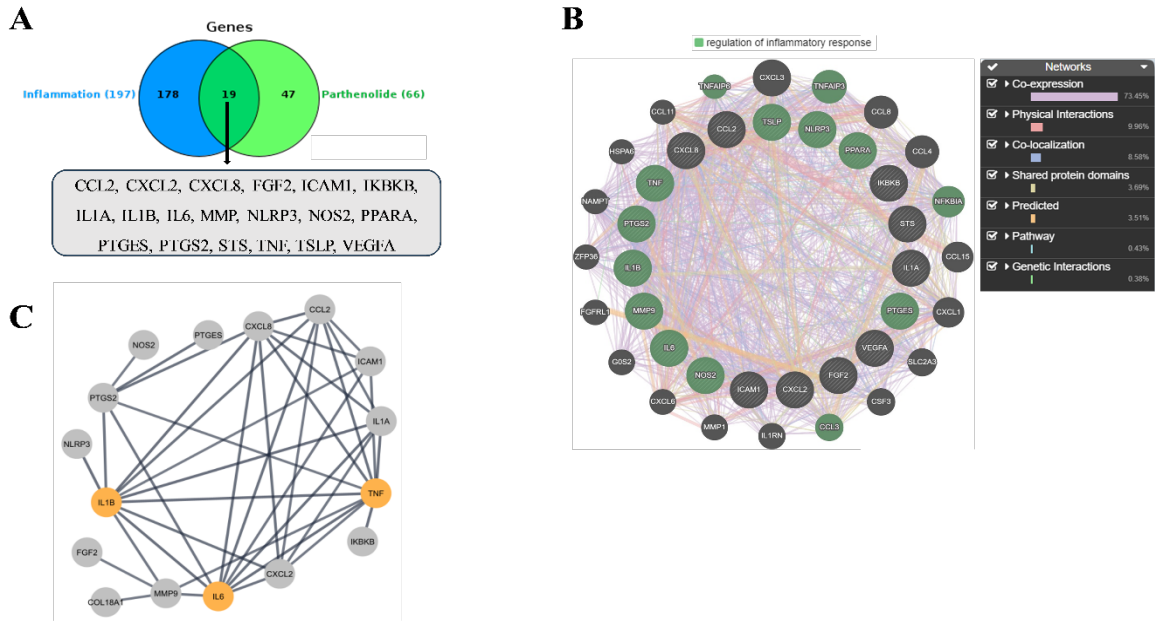 A
Genes
178
19
47
Inflammation (197)
Parthenolide (66)
CCL2, CXCL2, CXCL8, FGF2, ICAM1, IKBKB,
IL1A, IL1B, IL6, MMP, NLRP3, NOS2, PPARA,
PTGES, PTGS2, STS, TNF, TSLP, VEGFA
B
regulation of inflammatory response
CXCL3
TNFAIP6
TNFAIP3
CCL11
TSLP
CCL8
CCL2
NLRP3
HSPA6
CXCL8
PPARA
CCL4
TNF
IKBKB
NAMPT
NFKBIA
PTGS2
STS
ZFP36
IL1B
IL1A
CCL15
FGFRL1
MMP9
PTGES
CXCL1
IL6
VEGFA
G0S2
NOS2
FGF2
SLC2A3
ICAM1
CXCL2
CXCL6
CSF3
MMP1
IL1RN
CCL3
Networks
Co-expression
73.45%
Physical Interactions
9.96%
Co-localization
8.58%
Shared protein domains
3.69%
Predicted
3.51%
Pathway
0.43%
Genetic Interactions
0.38%
C
CCL2
CXCL8
PTGES
NOS2
ICAM1
PTGS2
IL1A
NLRP3
IL1B
TNF
IKBKB
FGF2
CXCL2
MMP9
IL6
COL18A1